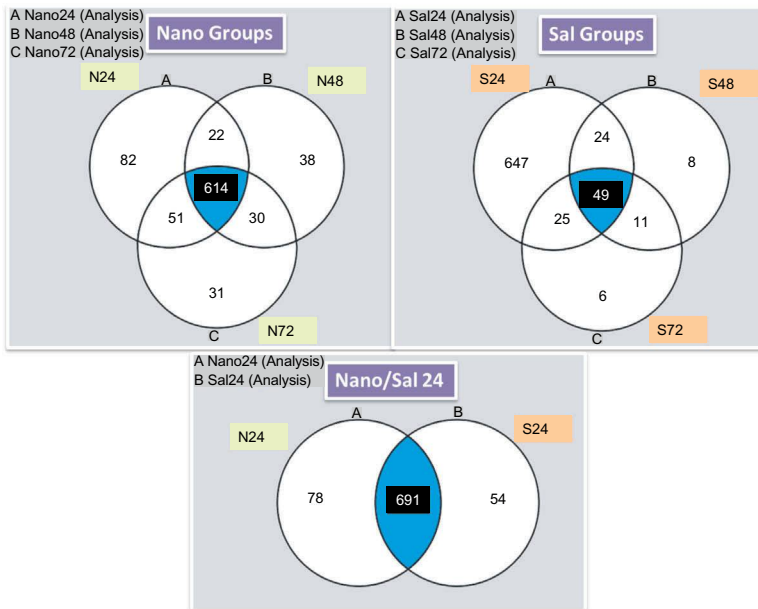 A Nano24 (Analysis)
B Nano48 (Analysis)
C Nano72 (Analysis)
Nano Groups
N24
A
B
N48
22
82
38
614
51
30
31
C
N72
A Sal24 (Analysis)
B Sal48 (Analysis)
C Sal72 (Analysis)
Sal Groups
S24
A
B
S48
24
647
8
49
25
11
6
C
S72
A Nano24 (Analysis)
B Sal24 (Analysis)
Nano/Sal 24
N24
A
B
S24
78
691
54